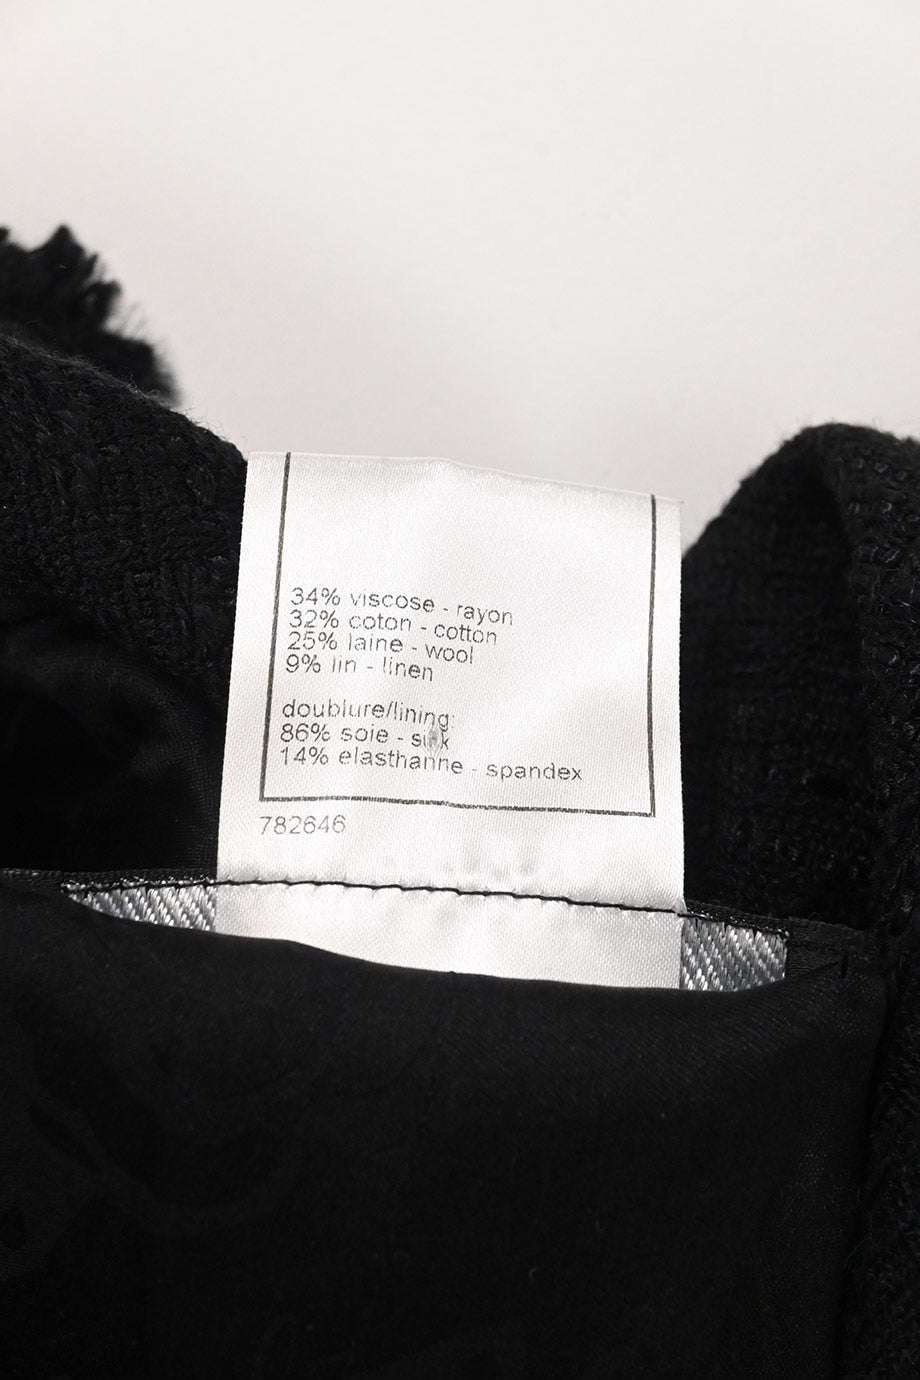 34% viscose - rayon
32% coton - cotton
25% laine - wool
9% lin - linen
doublure/lining:
86% soie - silk
14% elasthanne - spandex
782646